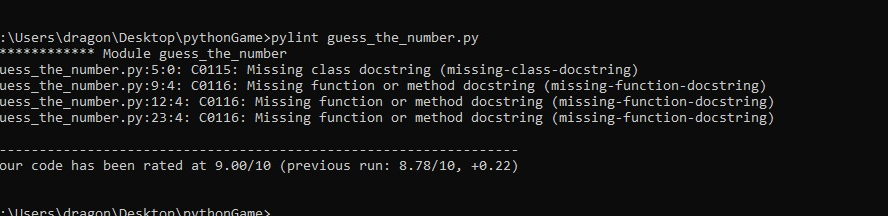 :\Users\dragon\Desktop\pythonGame>pylint guess_the_number.py
************ Module guess_the_number
uess_the_number.py:5:0: C0115: Missing class docstring (missing-class-docstring)
uess_the_number.py:9:4: C0116: Missing function or method docstring (missing-function-docstring)
uess_the_number.py:12:4: C0116: Missing function or method docstring (missing-function-docstring)
uess_the_number.py:23:4: C0116: Missing function or method docstring (missing-function-docstring)
------------------------------------------------------------------
our code has been rated at 9.00/10 (previous run: 8.78/10, +0.22)
:\Users\dragon\Desktop\pythonGame>